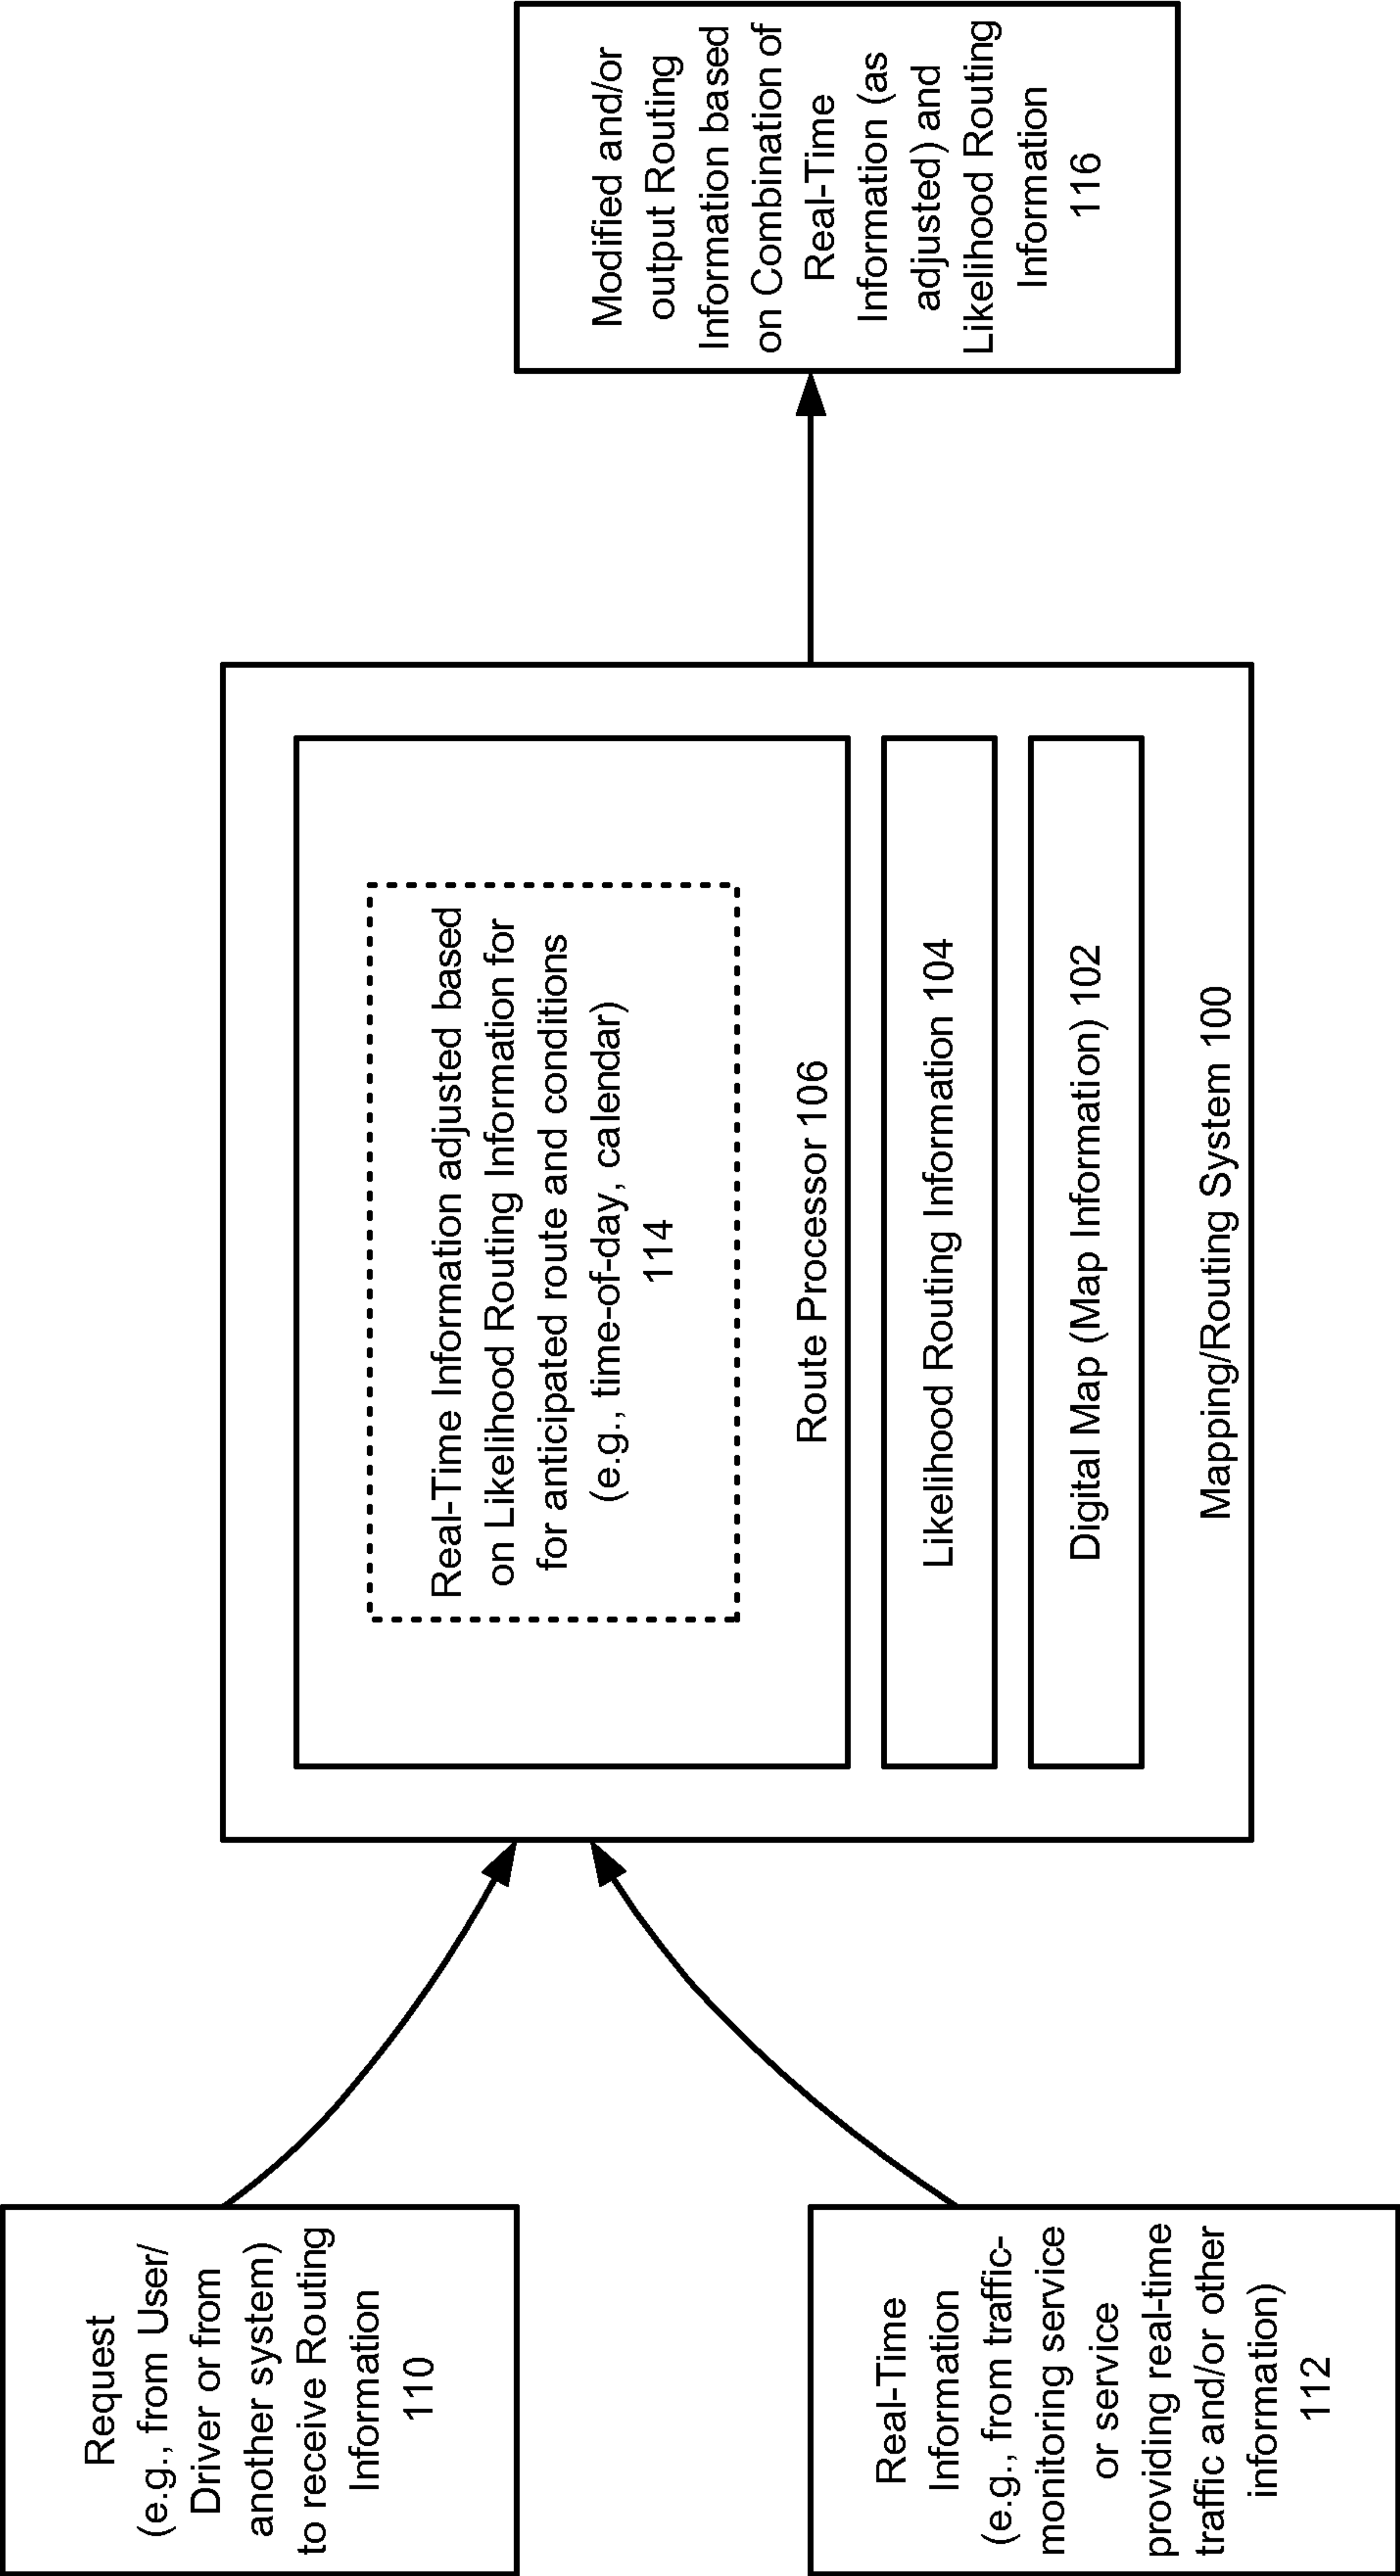 Request
(e.g., from User/
Driver or from
another system)
to receive Routing
Information
110
Real-Time
Information
(e.g., from traffic-
monitoring service
or service
providing real-time
traffic and/or other
information)
112
Real-Time Information adjusted based
on Likelihood Routing Information for
for anticipated route and conditions
(e.g., time-of-day, calendar)
114
Route Processor 106
Likelihood Routing Information 104
Digital Map (Map Information) 102
Mapping/Routing System 100
Modified and/or
output Routing
Information based
on Combination of
Real-Time
Information (as
adjusted) and
Likelihood Routing
Information
116